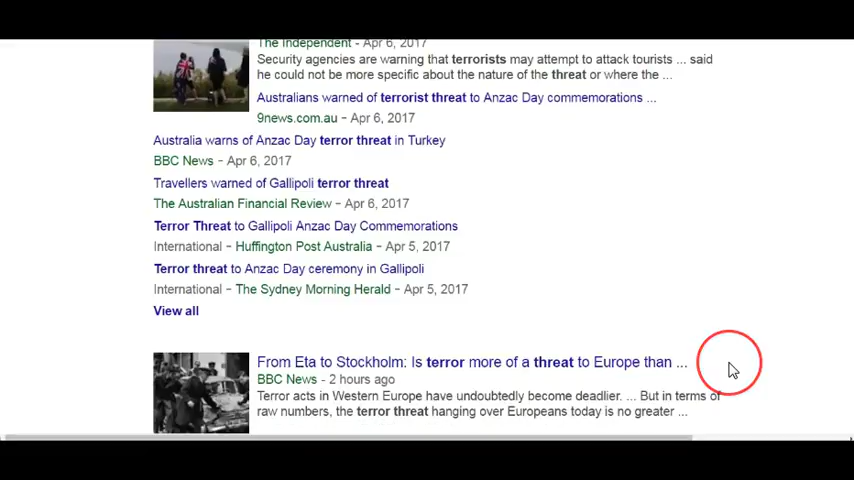 The Independent - Apr 6, 2017
Security agencies are warning that terrorists may attempt to attack tourists ... said
he could not be more specific about the nature of the threat or where the ...
Australians warned of terrorist threat to Anzac Day commemorations ...
9news.com.au - Apr 6, 2017
Australia warns of Anzac Day terror threat in Turkey
BBC News - Apr 6, 2017
Travellers warned of Gallipoli terror threat
The Australian Financial Review - Apr 6, 2017
Terror Threat to Gallipoli Anzac Day Commemorations
International - Huffington Post Australia - Apr 5, 2017
Terror threat to Anzac Day ceremony in Gallipoli
International - The Sydney Morning Herald - Apr 5, 2017
View all
From Eta to Stockholm: Is terror more of a threat to Europe than ...
BBC News - 2 hours ago
Terror acts in Western Europe have undoubtedly become deadlier. ... But in terms of
raw numbers, the terror threat hanging over Europeans today is no greater ...